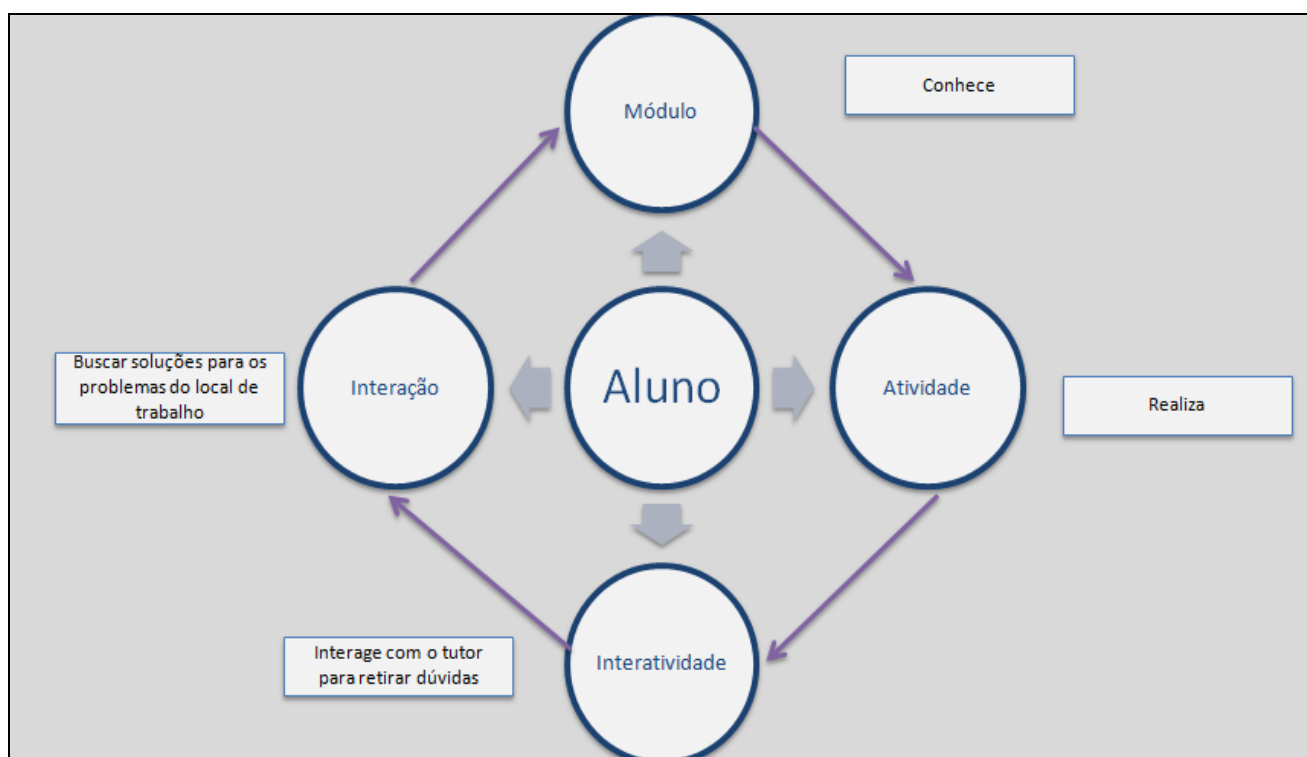 Módulo
Conhece
Buscar soluções para os
problemas do local de
trabalho
Interação
Aluno
Atividade
Realiza
Interage com o tutor
para retirar dúvidas
Interatividade